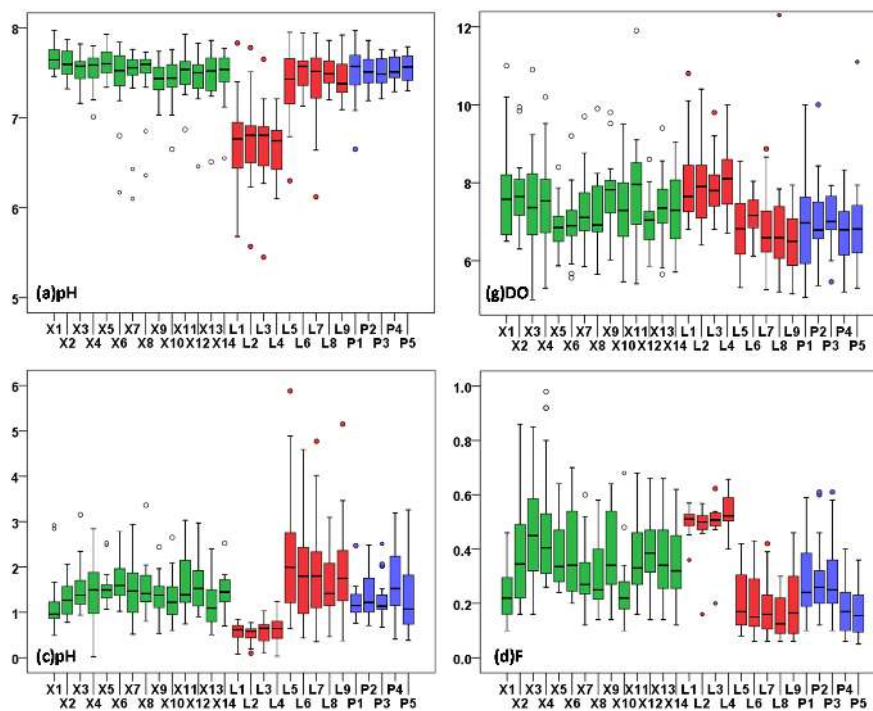 8
7
6
5
(a)pH
X1 X3 X5 X7 X9 X11 X13 L1 L3 L5 L7 L9 P2 P4
X2 X4 X6 X8 X10 X12 X14 L2 L4 L6 L8 P1 P3 P5
12
10
8
6
(g)DO
X1 X3 X5 X7 X9 X11 X13 L1 L3 L5 L7 L9 P2 P4
X2 X4 X6 X8 X10 X12 X14 L2 L4 L6 L8 P1 P3 P5
6
5
4
3
2
1
0
(c)pH
X1 X3 X5 X7 X9 X11 X13 L1 L3 L5 L7 L9 P2 P4
X2 X4 X6 X8 X10 X12 X14 L2 L4 L6 L8 P1 P3 P5
1.0
0.8
0.6
0.4
0.2
0.0
(d)F
X1 X3 X5 X7 X9 X11 X13 L1 L3 L5 L7 L9 P2 P4
X2 X4 X6 X8 X10 X12 X14 L2 L4 L6 L8 P1 P3 P5